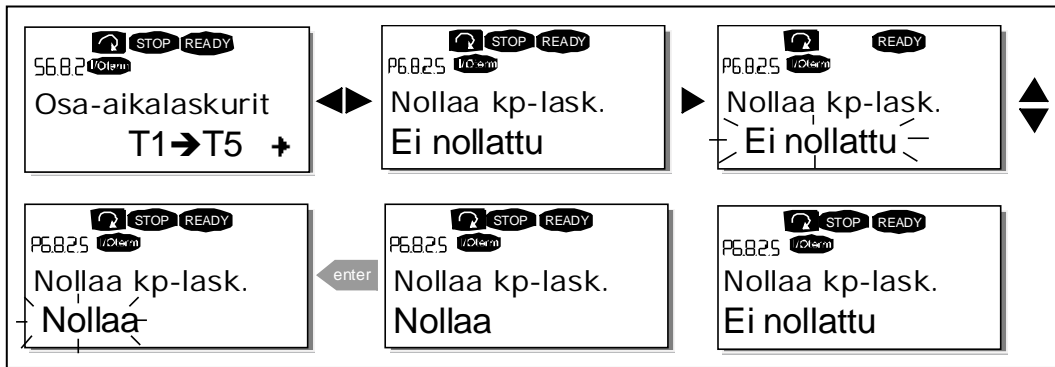 STOP READY
S6.8.2 I/Oterm
Osa-aikalaskurit
T1➔T5
STOP READY
P6.8.2.5 I/Oterm
Nollaa kp-lask.
Ei nollattu
READY
P6.8.2.5 I/Oterm
Nollaa kp-lask.
Ei nollattu
STOP READY
P6.8.2.5 I/Oterm
Nollaa kp-lask.
Nollaa
enter
STOP READY
P6.8.2.5 I/Oterm
Nollaa kp-lask.
Nollaa
STOP READY
P6.8.2.5 I/Oterm
Nollaa kp-lask.
Ei nollattu